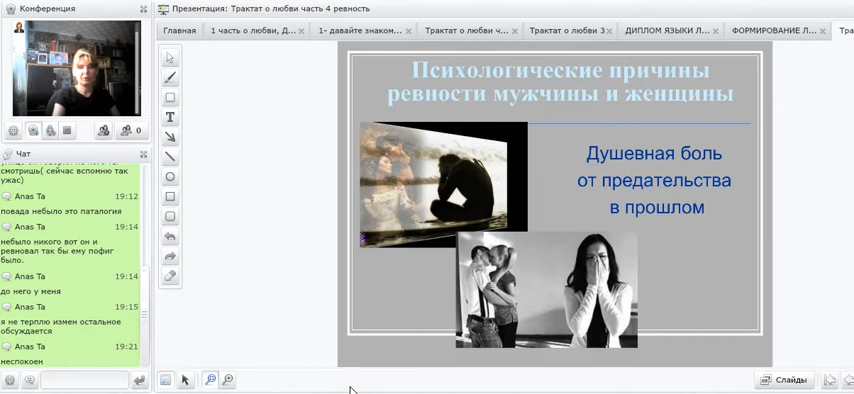 Конференция
Презентация: Трактат о любви часть 4 ревность
Главная
1 часть о любви, Д...
1- давайте знаком...
Трактат о любви ч...
Трактат о любви 3
ДИПЛОМ ЯЗЫКИ Л...
ФОРМИРОВАНИЕ Л...
Тра
0
Чат
смотришь( сейчас вспомню так
ужас)
Anas Ta 19:12
повада небыло это паталогия
Anas Ta 19:14
небыло никого вот он и
ревновал так бы ему пофиг
было.
Anas Ta 19:14
до него у меня
Anas Ta 19:15
я не терплю измен остальное
обсуждается
Anas Ta 19:21
неспокоен
Психологические причины
ревности мужчины и женщины
Душевная боль
от предательства
в прошлом
Слайды